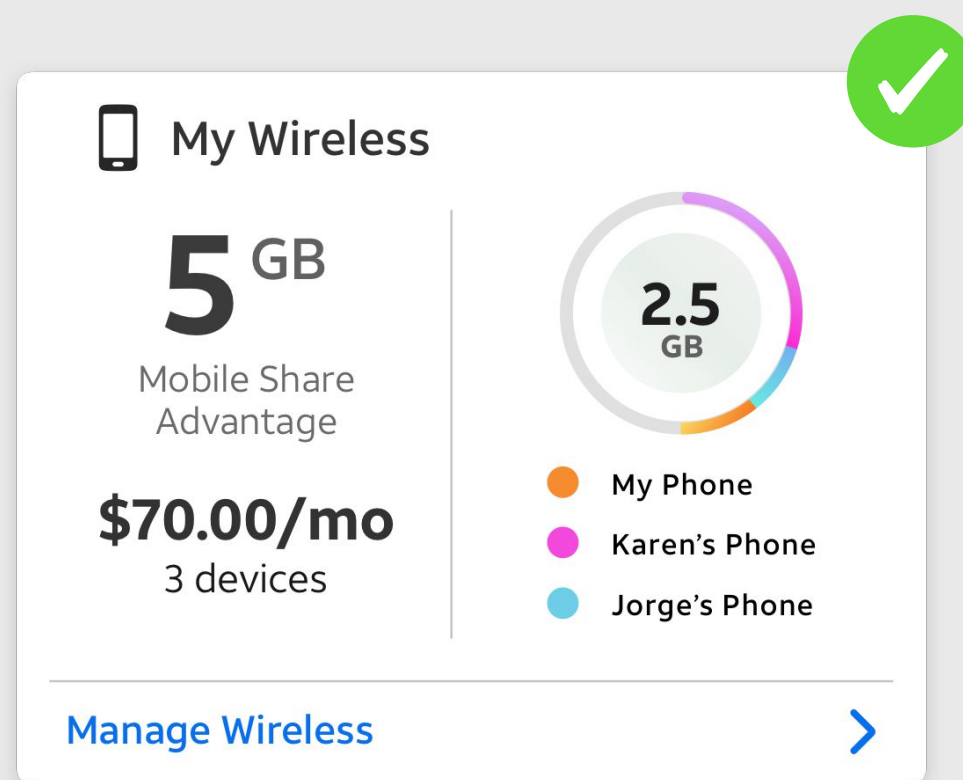 My Wireless
5 GB
Mobile Share
Advantage
$70.00/mo
3 devices
2.5
GB
My Phone
Karen’s Phone
Jorge’s Phone
Manage Wireless